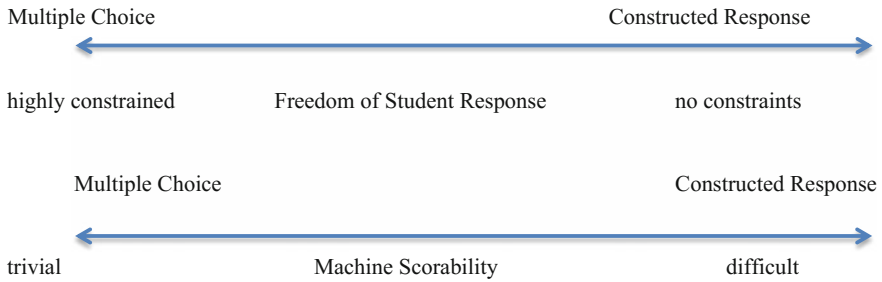 Multiple Choice Constructed Response
highly constrained Freedom of Student Response no constraints
Multiple Choice Constructed Response
trivial Machine Scorability difficult